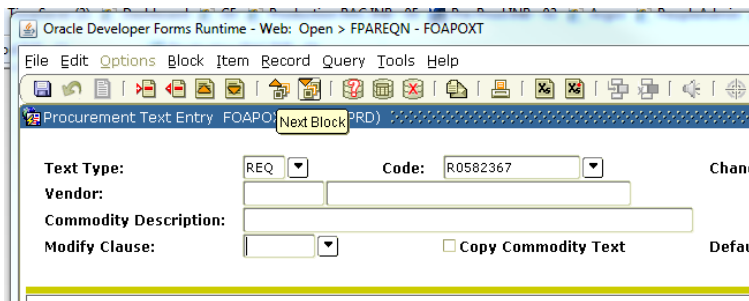 Oracle Developer Forms Runtime - Web: Open > FPAREQN - FOAPOXT
File Edit Options Block Item Record Query Tools Help
Procurement Text Entry FOAPO PRD)
Next Block
Text Type: REQ Code: R0582367 Chan
Vendor:
Commodity Description:
Modify Clause: Copy Commodity Text Defau